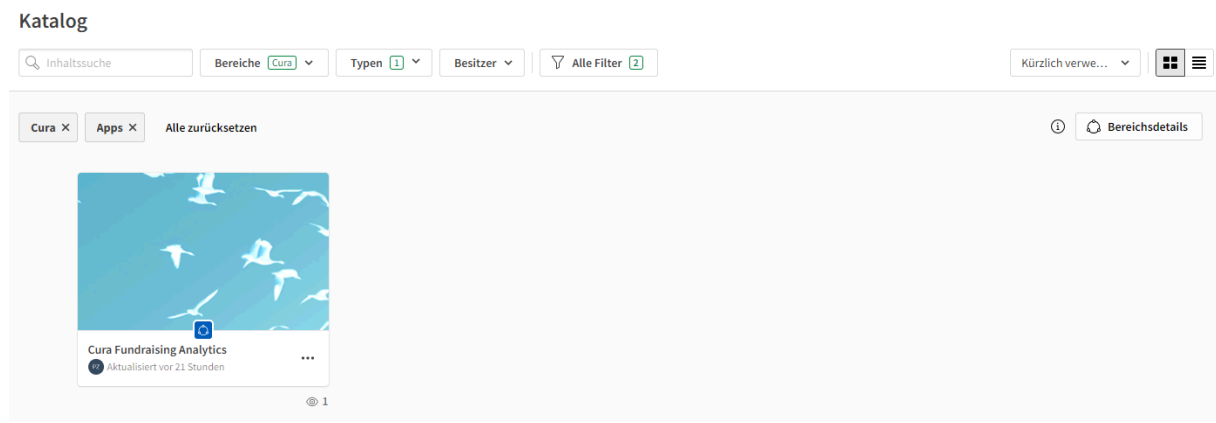 Katalog
Inhaltssuche
Bereiche Cura
Typen 1
Besitzer
Alle Filter 2
Kürzlich verwe...
Cura
Apps
Alle zurücksetzen
Bereichsdetails
Cura Fundraising Analytics
PZ Aktualisiert vor 21 Stunden
1